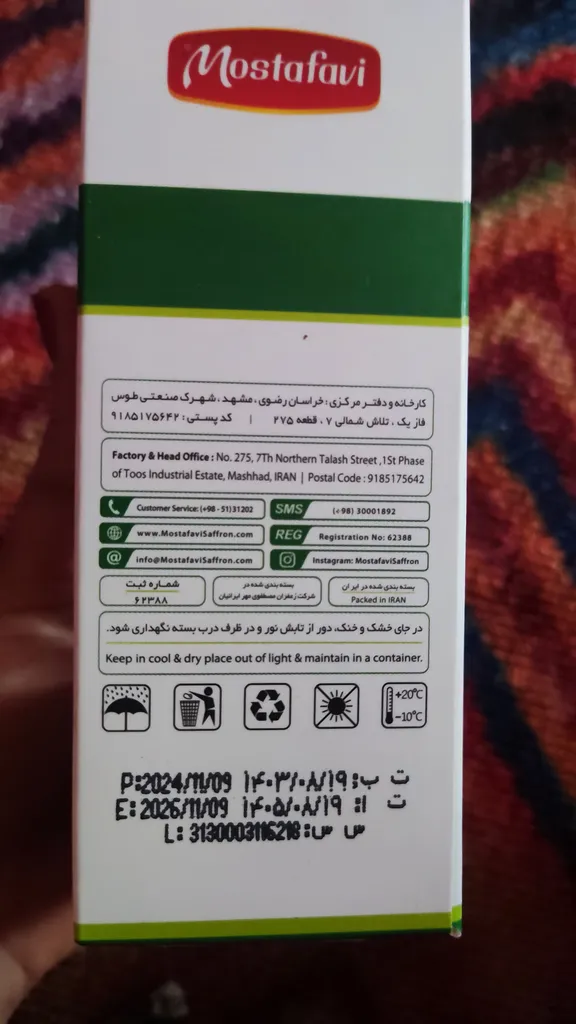 Mostafavi
کارخانه و دفتر مرکزی : خراسان رضوی ، مشهد ، شهرک صنعتی طوس
فاز یک ، تلاش شمالی ۷ ، قطعه ۲۷۵ | کد پستی : ۹۱۸۵۱۷۵۶۴۲
Factory & Head Office : No. 275, 7Th Northern Talash Street ,1St Phase
of Toos Industrial Estate, Mashhad, IRAN | Postal Code : 9185175642
Customer Service: (+98 - 51)31202
SMS (+98) 30001892
www.MostafaviSaffron.com
REG Registration No: 62388
@ info@MostafaviSaffron.com
Instagram: MostafaviSaffron
شماره ثبت
۶۲۳۸۸
بسته بندی شده در
شرکت زعفران مصطفوی مهر ایرانیان
بسته بندی شده در ایران
Packed in IRAN
در جای خشک و خنک، دور از تابش نور و در ظرف درب بسته نگهداری شود.
Keep in cool & dry place out of light & maintain in a container.
+20°C
−10°C
P:2024/11/09 ۱۴۰۳/۰۸/۱۹ :ت ب
E:2026/11/09 ۱۴۰۵/۰۸/۱۹ :ت ا
L: 3130003116218 :س س